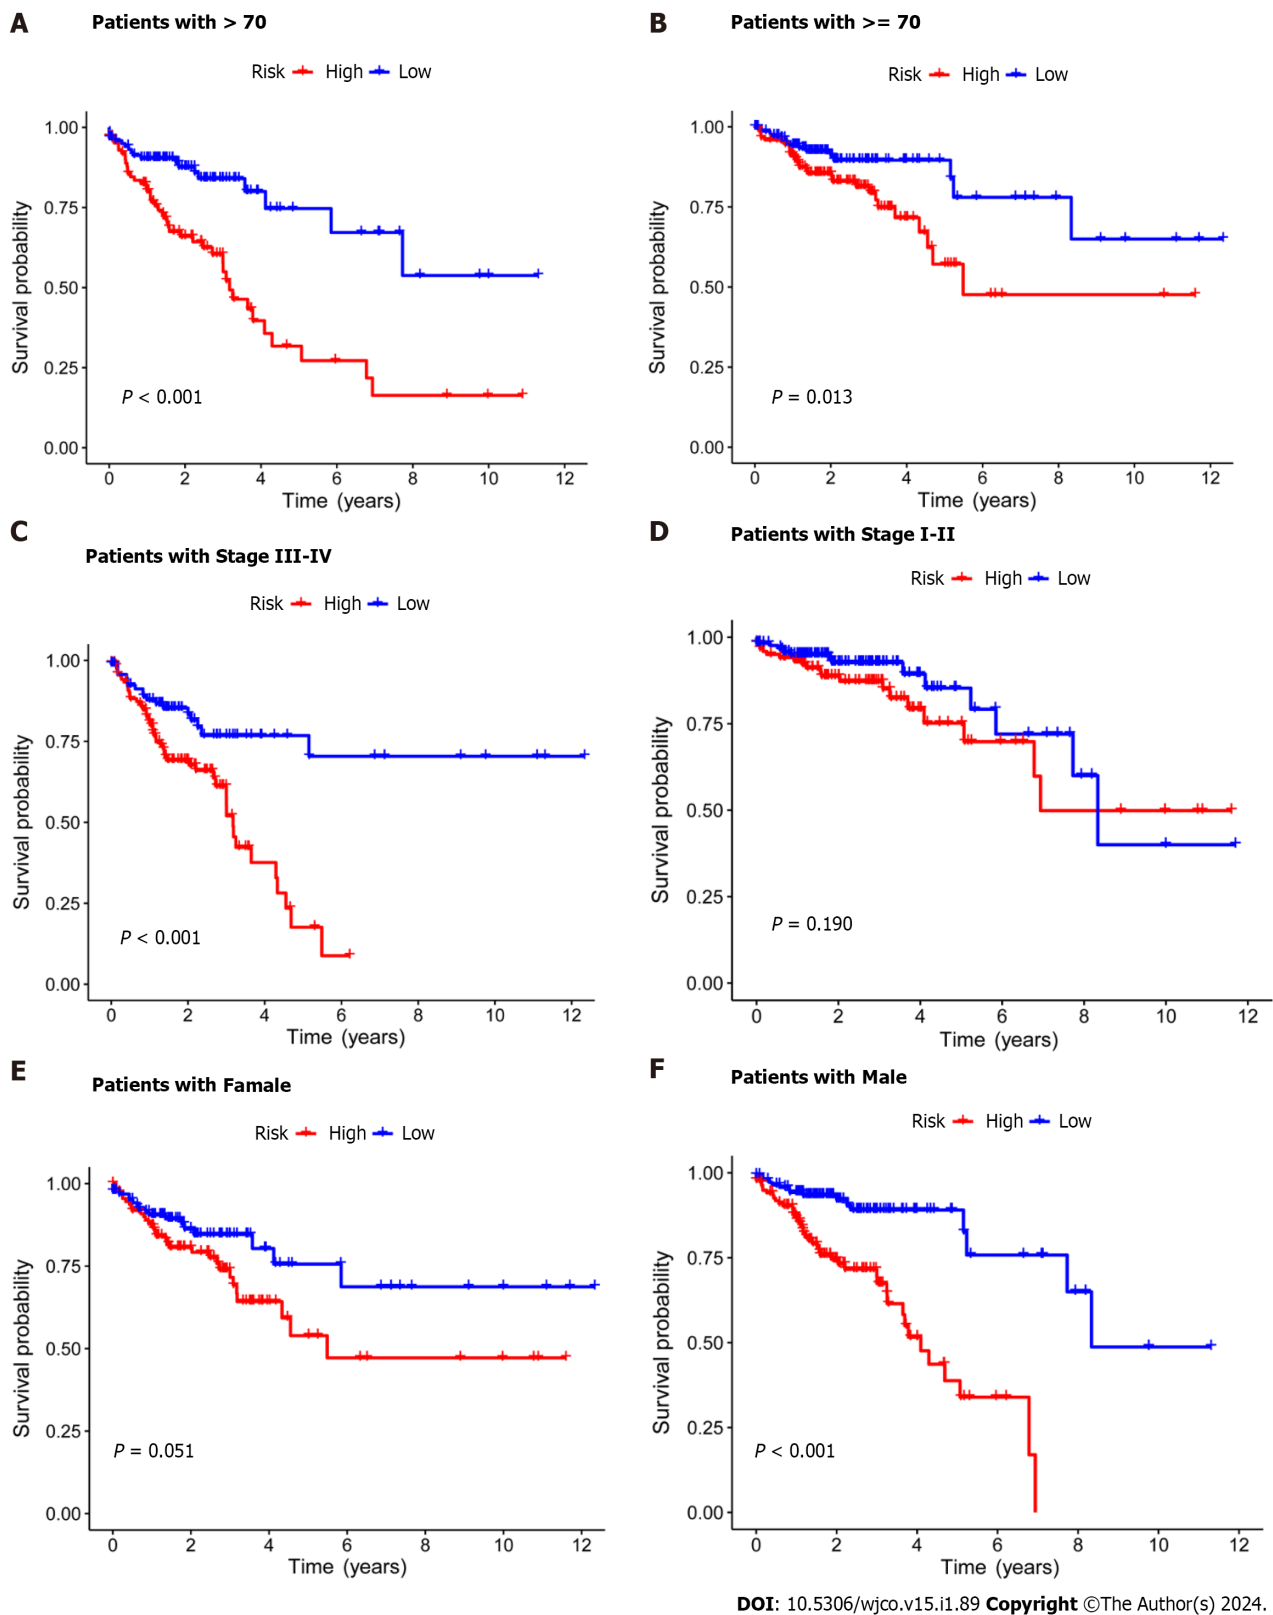 A Patients with > 70
Risk High Low
1.00
0.75
0.50
0.25
0.00
Survival probability
P < 0.001
0 2 4 6 8 10 12
Time (years)
B Patients with >= 70
Risk High Low
1.00
0.75
0.50
0.25
0.00
Survival probability
P = 0.013
0 2 4 6 8 10 12
Time (years)
C Patients with Stage III-IV
Risk High Low
1.00
0.75
0.50
0.25
0.00
Survival probability
P < 0.001
0 2 4 6 8 10 12
Time (years)
D Patients with Stage I-II
Risk High Low
1.00
0.75
0.50
0.25
0.00
Survival probability
P = 0.190
0 2 4 6 8 10 12
Time (years)
E Patients with Famale
Risk High Low
1.00
0.75
0.50
0.25
0.00
Survival probability
P = 0.051
0 2 4 6 8 10 12
Time (years)
F Patients with Male
Risk High Low
1.00
0.75
0.50
0.25
0.00
Survival probability
P < 0.001
0 2 4 6 8 10 12
Time (years)
DOI: 10.5306/wjco.v15.i1.89 Copyright ©The Author(s) 2024.